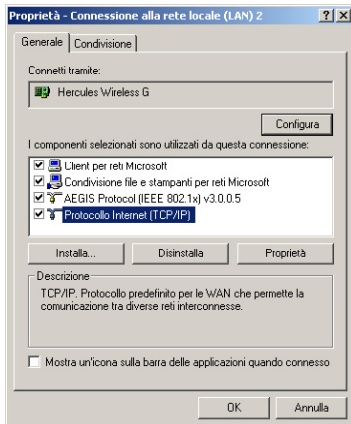 Proprietà - Connessione alla rete locale (LAN) 2
Generale
Condivisione
Connetti tramite:
Hercules Wireless G
Configura
I componenti selezionati sono utilizzati da questa connessione:
Client per reti Microsoft
Condivisione file e stampanti per reti Microsoft
AEGIS Protocol (IEEE 802.1x) v3.0.0.5
Protocollo Internet (TCP/IP)
Installa...
Disinstalla
Proprietà
Descrizione
TCP/IP. Protocollo predefinito per le WAN che permette la
comunicazione tra diverse reti interconnesse.
Mostra un'icona sulla barra delle applicazioni quando connesso
OK
Annulla